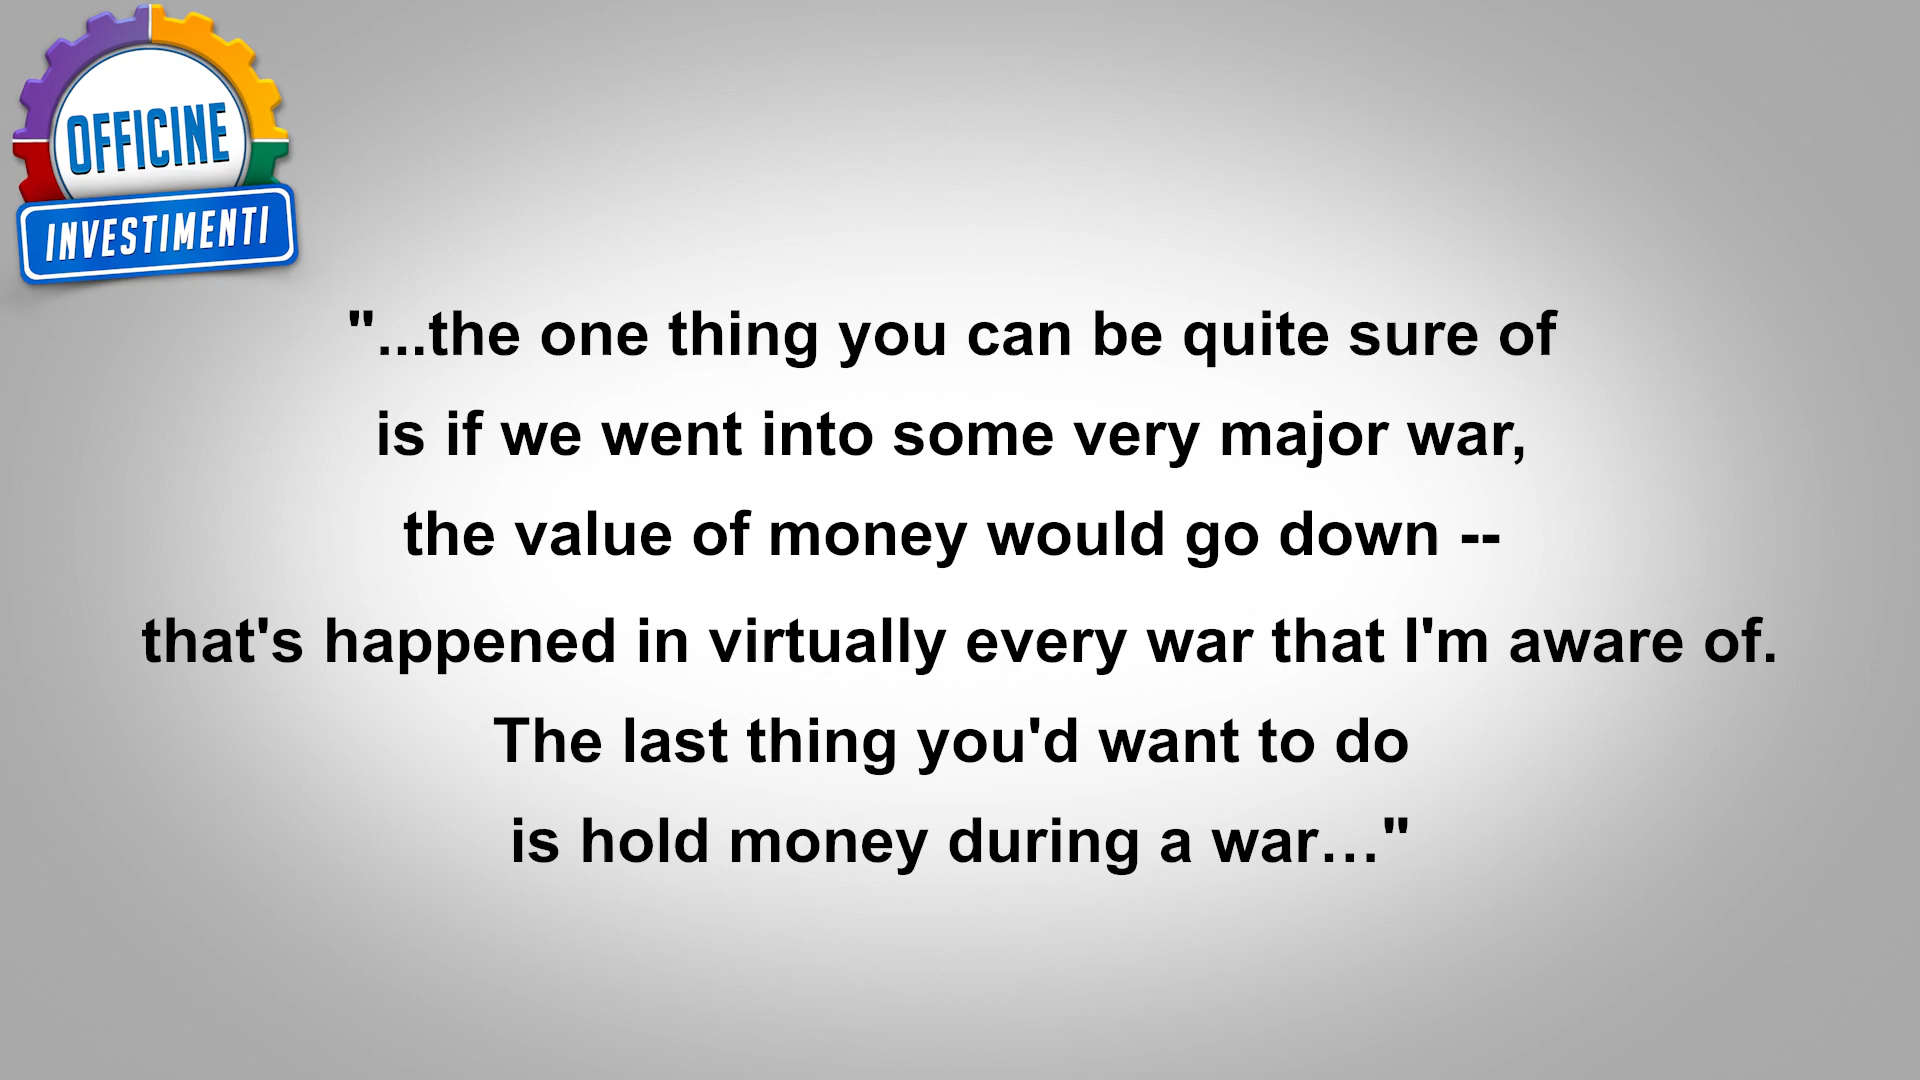 OFFICINE
INVESTIMENTI
"...the one thing you can be quite sure of
is if we went into some very major war,
the value of money would go down --
that's happened in virtually every war that I'm aware of.
The last thing you'd want to do
is hold money during a war…"